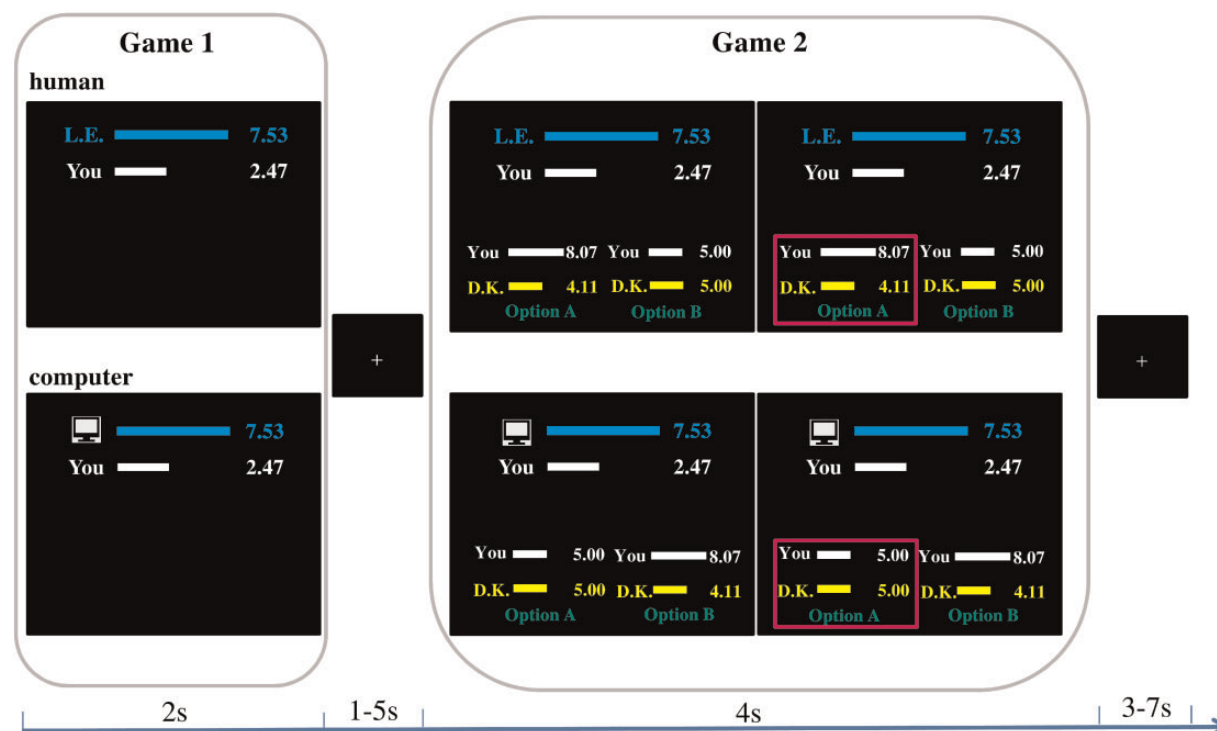 Game 1
Game 2
human
L.E. 7.53
You 2.47
L.E. 7.53
You 2.47
You 8.07 You 5.00
D.K. 4.11 D.K. 5.00
Option A Option B
L.E. 7.53
You 2.47
You 8.07 You 5.00
D.K. 4.11 D.K. 5.00
Option A Option B
+
+
computer
7.53
You 2.47
7.53
You 2.47
You 5.00 You 8.07
D.K. 5.00 D.K. 4.11
Option A Option B
7.53
You 2.47
You 5.00 You 8.07
D.K. 5.00 D.K. 4.11
Option A Option B
2s 1-5s 4s 3-7s